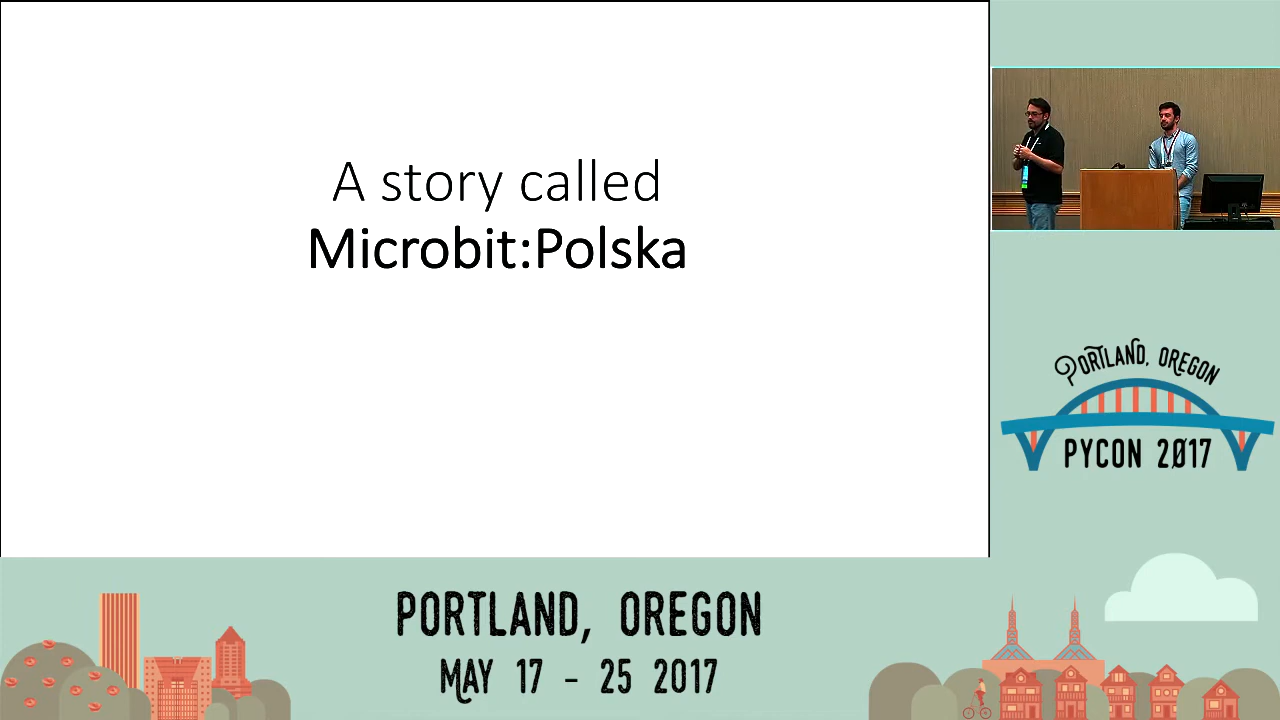 A story called
Microbit:Polska
PORTLAND, OREGON
PYCON 2017
PORTLAND, OREGON
MAY 17 - 25 2017